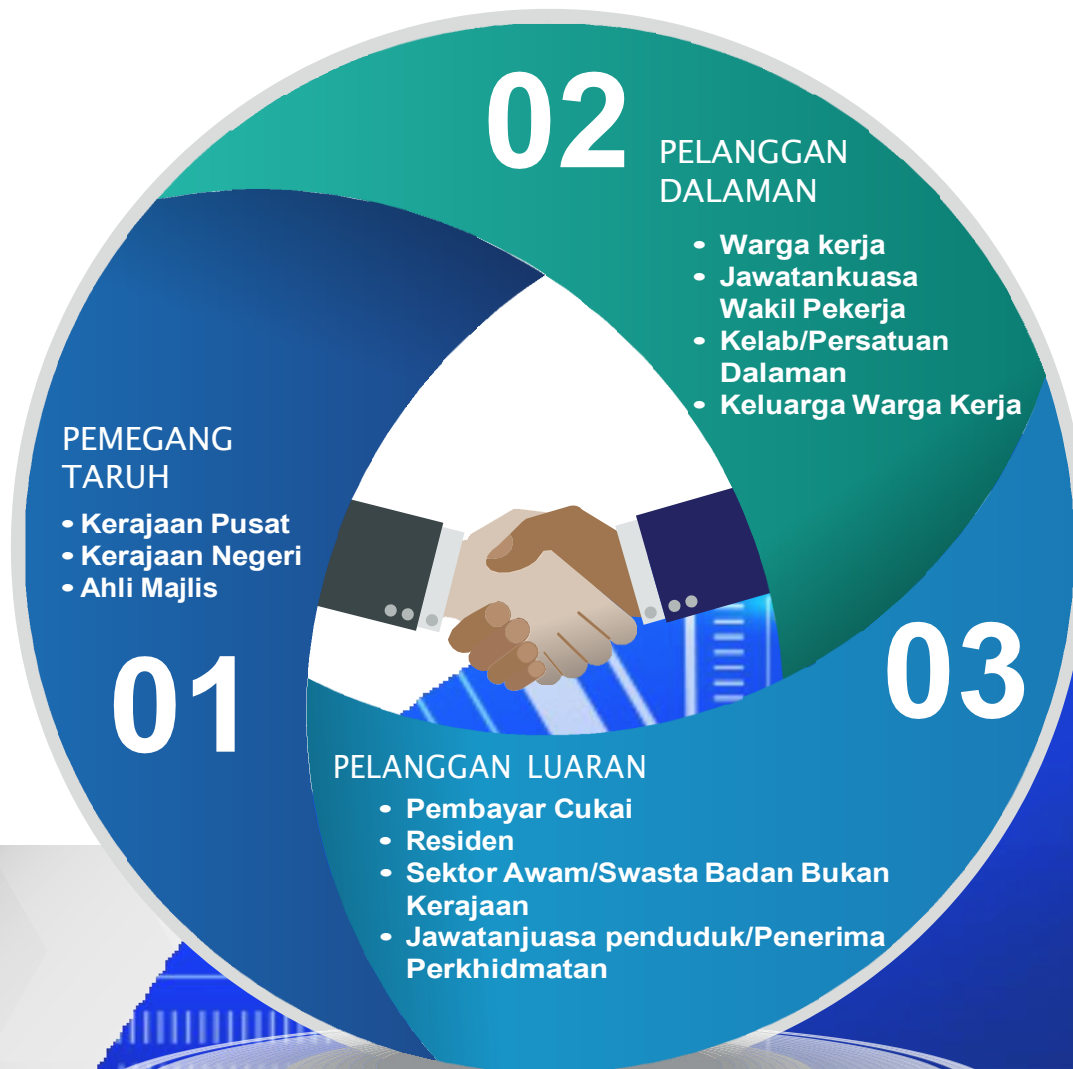 01
PEMEGANG
TARUH
• Kerajaan Pusat
• Kerajaan Negeri
• Ahli Majlis
02
PELANGGAN
DALAMAN
• Warga kerja
• Jawatankuasa
Wakil Pekerja
• Kelab/Persatuan
Dalaman
• Keluarga Warga Kerja
03
PELANGGAN LUARAN
• Pembayar Cukai
• Residen
• Sektor Awam/Swasta Badan Bukan
Kerajaan
• Jawatanjuasa penduduk/Penerima
Perkhidmatan